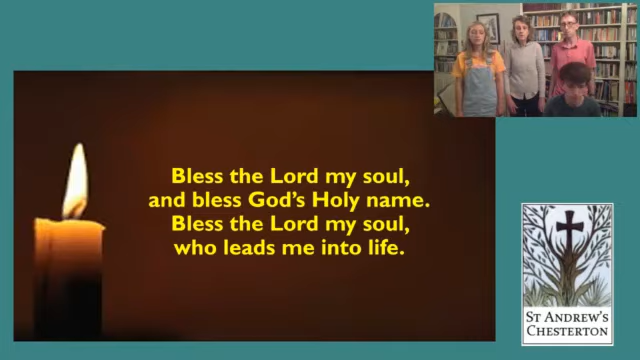 Bless the Lord my soul,
and bless God's Holy name.
Bless the Lord my soul,
who leads me into life.
ST ANDREW'S
CHESTERTON